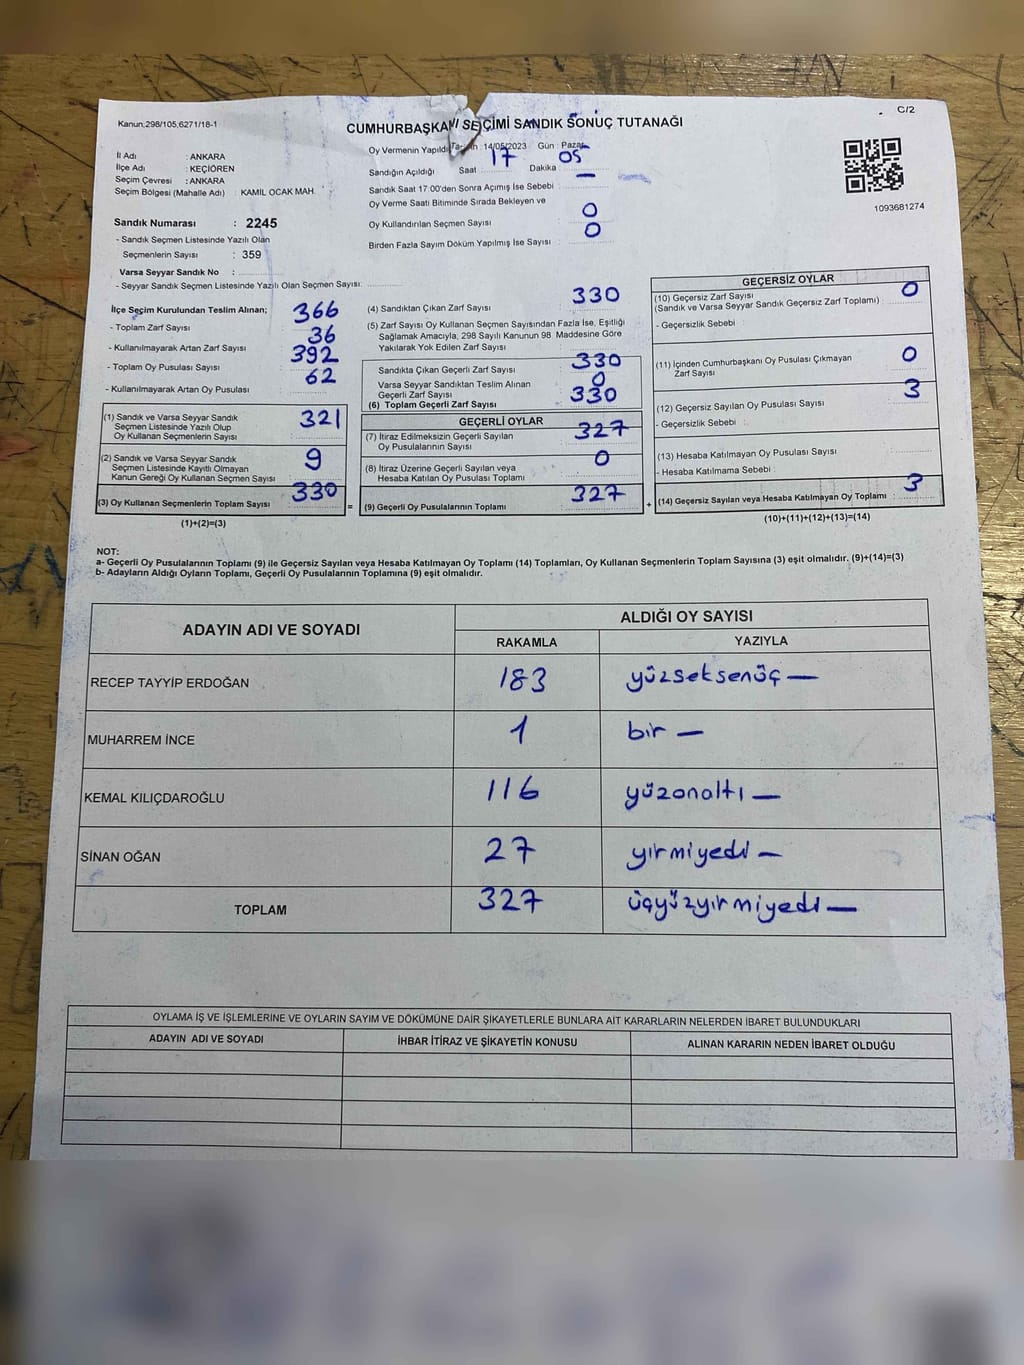 C/2
Kanun;298/105,6271/18-1
CUMHURBAŞKANI SEÇİMİ SANDIK SONUÇ TUTANAĞI
İl Adı : ANKARA
İlçe Adı : KEÇİÖREN
Seçim Çevresi : ANKARA
Seçim Bölgesi (Mahalle Adı) : KAMİL OCAK MAH.
Sandık Numarası : 2245
- Sandık Seçmen Listesinde Yazılı Olan
Seçmenlerin Sayısı : 359
Varsa Seyyar Sandık No :
- Seyyar Sandık Seçmen Listesinde Yazılı Olan Seçmen Sayısı:
Oy Vermenin Yapıldı 14/05/2023 Gün Pazar
Sandığın Açıldığı Saat 17 Dakika 05
Sandık Saat 17:00'den Sonra Açımış İse Sebebi —
Oy Verme Saati Bitiminde Sırada Bekleyen ve
Oy Kullandırılan Seçmen Sayısı 0
Birden Fazla Sayım Döküm Yapılmış İse Sayısı 0
1093681274
İlçe Seçim Kurulundan Teslim Alınan;
- Toplam Zarf Sayısı 366
- Kullanılmayarak Artan Zarf Sayısı 36
- Toplam Oy Pusulası Sayısı 392
- Kullanılmayarak Artan Oy Pusulası 62
(1) Sandık ve Varsa Seyyar Sandık
Seçmen Listesinde Yazılı Olup
Oy Kullanan Seçmenlerin Sayısı 321
(2) Sandık ve Varsa Seyyar Sandık
Seçmen Listesinde Kayıtlı Olmayan
Kanun Gereği Oy Kullanan Seçmen Sayısı 9
(3) Oy Kullanan Seçmenlerin Toplam Sayısı 330
(1)+(2)=(3)
(4) Sandıktan Çıkan Zarf Sayısı 330
(5) Zarf Sayısı Oy Kullanan Seçmen Sayısından Fazla İse, Eşitliği
Sağlamak Amacıyla; 298 Sayılı Kanunun 98. Maddesine Göre
Yakılarak Yok Edilen Zarf Sayısı
Sandıkta Çıkan Geçerli Zarf Sayısı 330
Varsa Seyyar Sandıktan Teslim Alınan
Geçerli Zarf Sayısı 0
(6) Toplam Geçerli Zarf Sayısı 330
GEÇERLİ OYLAR
(7) İtiraz Edilmeksizin Geçerli Sayılan
Oy Pusulalarının Sayısı 327
(8) İtiraz Üzerine Geçerli Sayılan veya
Hesaba Katılan Oy Pusulası Toplamı 0
= (9) Geçerli Oy Pusulalarının Toplamı 327
GEÇERSİZ OYLAR
(10) Geçersiz Zarf Sayısı
(Sandık ve Varsa Seyyar Sandık Geçersiz Zarf Toplamı) : 0
- Geçersizlik Sebebi
(11) İçinden Cumhurbaşkanı Oy Pusulası Çıkmayan
Zarf Sayısı 0
(12) Geçersiz Sayılan Oy Pusulası Sayısı 3
- Geçersizlik Sebebi :
(13) Hesaba Katılmayan Oy Pusulası Sayısı
- Hesaba Katılmama Sebebi :
+ (14) Geçersiz Sayılan veya Hesaba Katılmayan Oy Toplamı : 3
(10)+(11)+(12)+(13)=(14)
NOT:
a- Geçerli Oy Pusulalarının Toplamı (9) ile Geçersiz Sayılan veya Hesaba Katılmayan Oy Toplamı (14) Toplamları, Oy Kullanan Seçmenlerin Toplam Sayısına (3) eşit olmalıdır. (9)+(14)=(3)
b- Adayların Aldığı Oyların Toplamı, Geçerli Oy Pusulalarının Toplamına (9) eşit olmalıdır.
ADAYIN ADI VE SOYADI
ALDIĞI OY SAYISI
RAKAMLA YAZIYLA
RECEP TAYYİP ERDOĞAN 183 yüzseksenüç —
MUHARREM İNCE 1 bir —
KEMAL KILIÇDAROĞLU 116 yüzonaltı —
SİNAN OĞAN 27 yirmiyedi —
TOPLAM 327 üçyüzyirmiyedi —
OYLAMA İŞ VE İŞLEMLERİNE VE OYLARIN SAYIM VE DÖKÜMÜNE DAİR ŞİKAYETLERLE BUNLARA AİT KARARLARIN NELERDEN İBARET BULUNDUKLARI
ADAYIN ADI VE SOYADI İHBAR İTİRAZ VE ŞİKAYETİN KONUSU ALINAN KARARIN NEDEN İBARET OLDUĞU